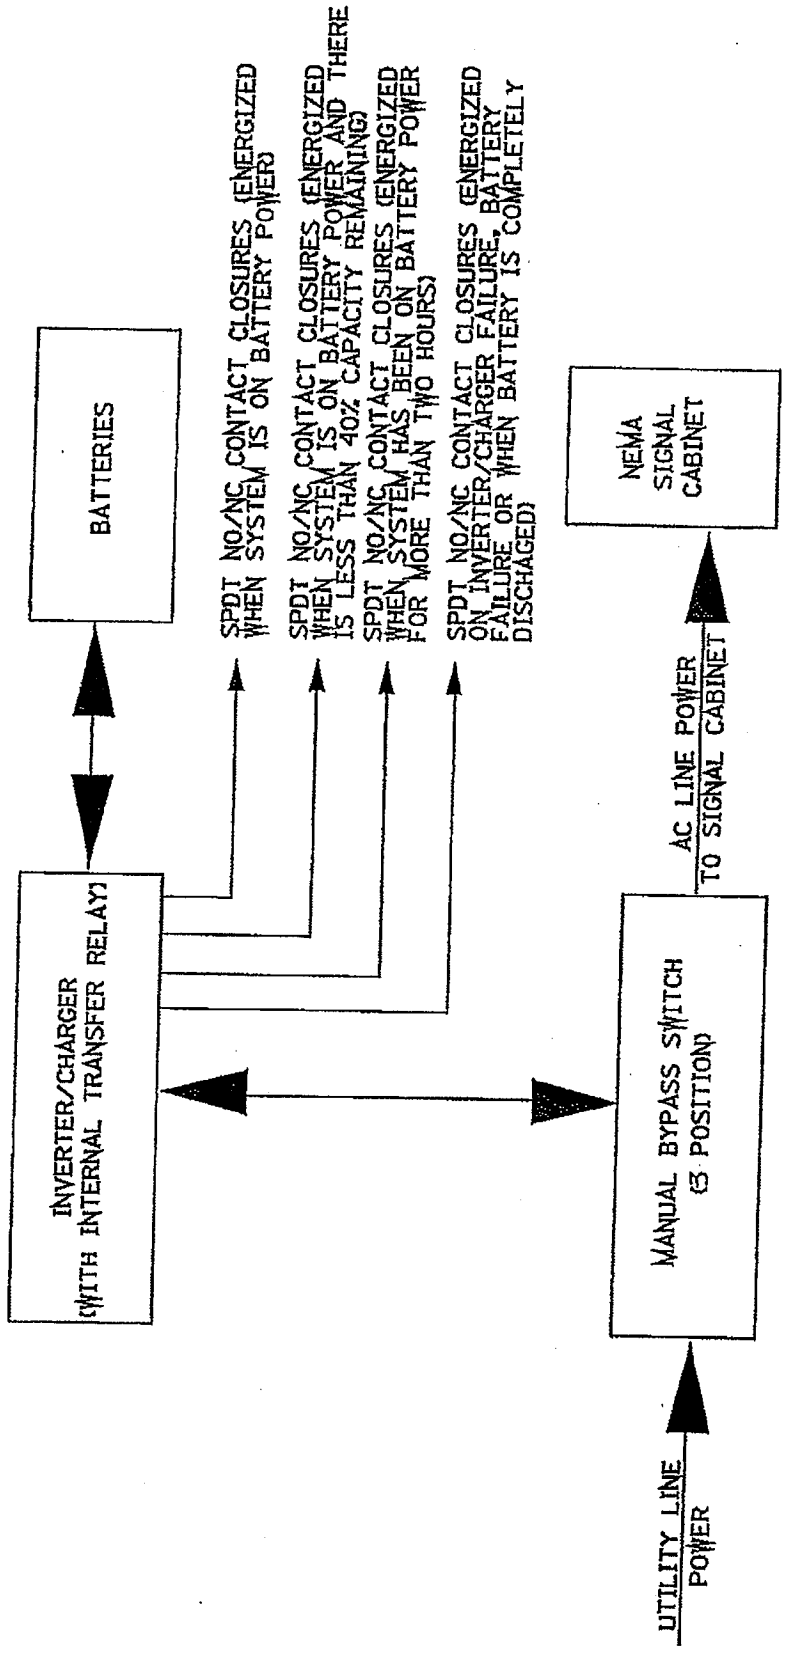 INVERTER/CHARGER
(WITH INTERNAL TRANSFER RELAY)
BATTERIES
SPDT NO/NC CONTACT CLOSURES (ENERGIZED
WHEN SYSTEM IS ON BATTERY POWER)
SPDT NO/NC CONTACT CLOSURES (ENERGIZED
WHEN SYSTEM IS ON BATTERY POWER AND THERE
IS LESS THAN 40% CAPACITY REMAINING)
SPDT NO/NC CONTACT CLOSURES (ENERGIZED
WHEN SYSTEM HAS BEEN ON BATTERY POWER
FOR MORE THAN TWO HOURS)
SPDT NO/NC CONTACT CLOSURES (ENERGIZED
ON INVERTER/CHARGER FAILURE, BATTERY
FAILURE OR WHEN BATTERY IS COMPLETELY
DISCHAGED)
UTILITY LINE
POWER
MANUAL BYPASS SWITCH
(3 POSITION)
AC LINE POWER
TO SIGNAL CABINET
NEMA
SIGNAL
CABINET